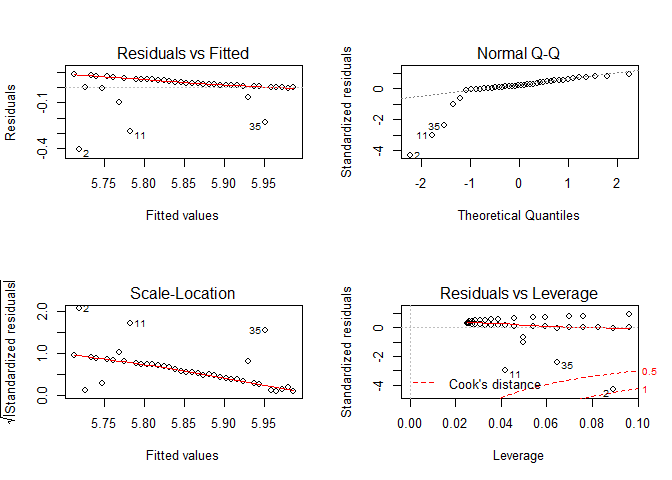 Residuals vs Fitted
Residuals
-0.1
-0.4
2
11
35
5.75 5.80 5.85 5.90 5.95
Fitted values
Normal Q-Q
Standardized residuals
0
-2
-4
35
11
2
-2 -1 0 1 2
Theoretical Quantiles
Scale-Location
√|Standardized residuals|
2.0
1.0
0.0
2
11
35
5.75 5.80 5.85 5.90 5.95
Fitted values
Residuals vs Leverage
Standardized residuals
0
-2
-4
35
11
2
Cook's distance
0.5
1
0.00 0.02 0.04 0.06 0.08 0.10
Leverage